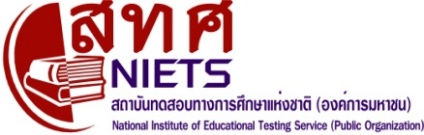 สทศ
NIETS
สถาบันทดสอบทางการศึกษาแห่งชาติ (องค์การมหาชน)
National Institute of Educational Testing Service (Public Organization)